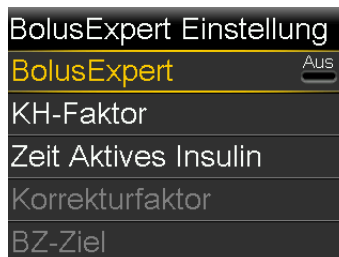 BolusExpert Einstellung
BolusExpert Aus
KH-Faktor
Zeit Aktives Insulin
Korrekturfaktor
BZ-Ziel